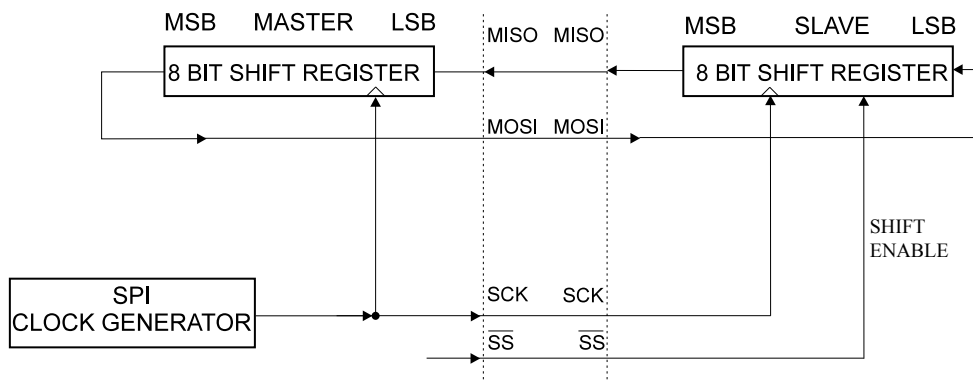 MSB MASTER LSB
MISO MISO
MSB SLAVE LSB
8 BIT SHIFT REGISTER
8 BIT SHIFT REGISTER
MOSI MOSI
SHIFT
ENABLE
SPI
CLOCK GENERATOR
SCK SCK
SS SS